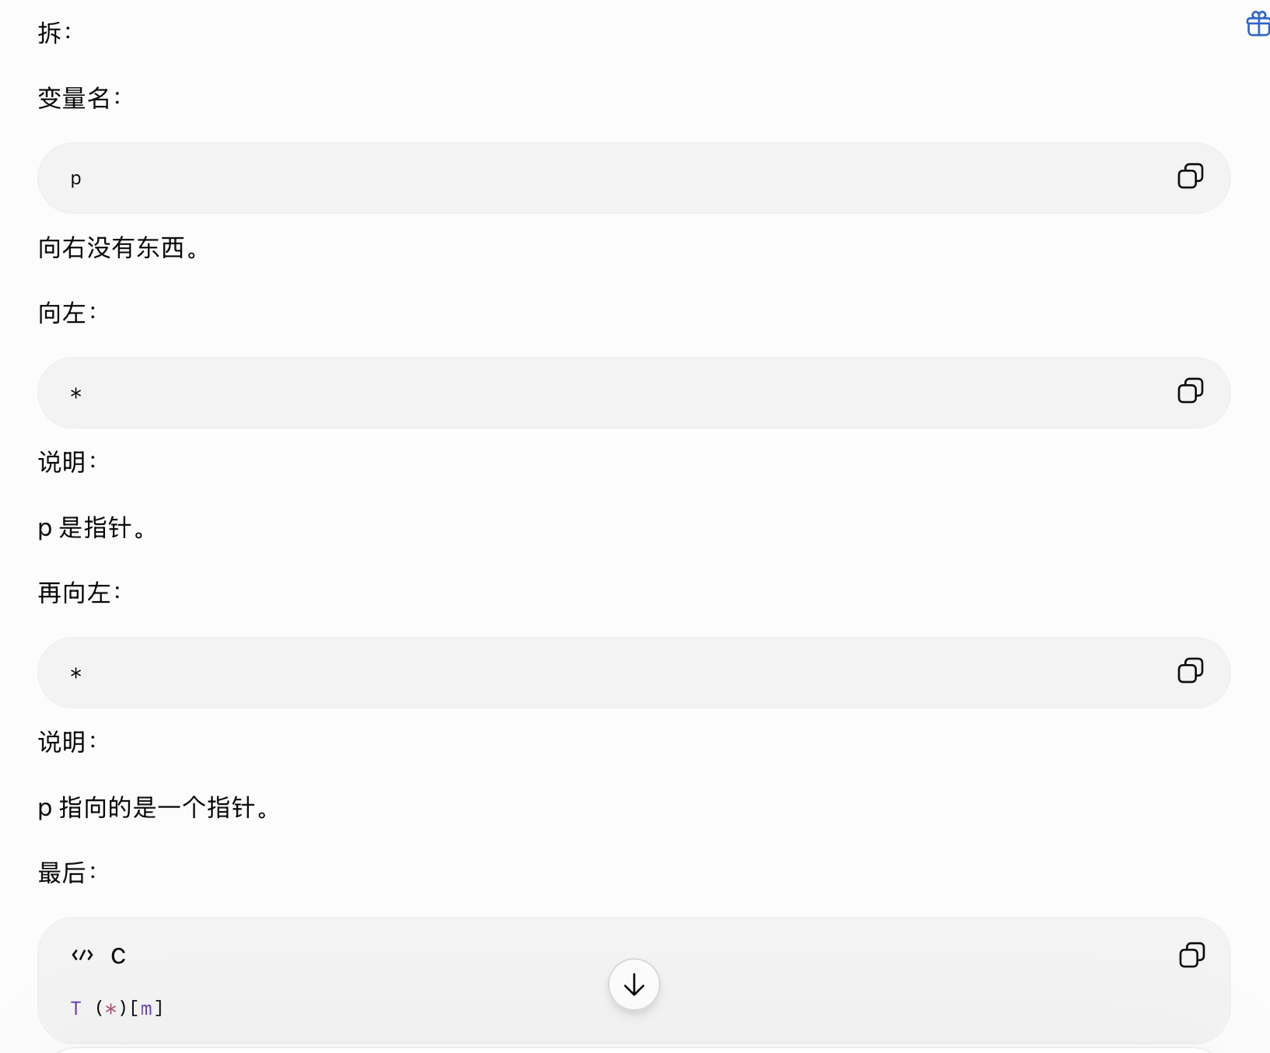 拆：
变量名：
p
向右没有东西。
向左：
*
说明：
p 是指针。
再向左：
*
说明：
p 指向的是一个指针。
最后：
C
T (*)[m]